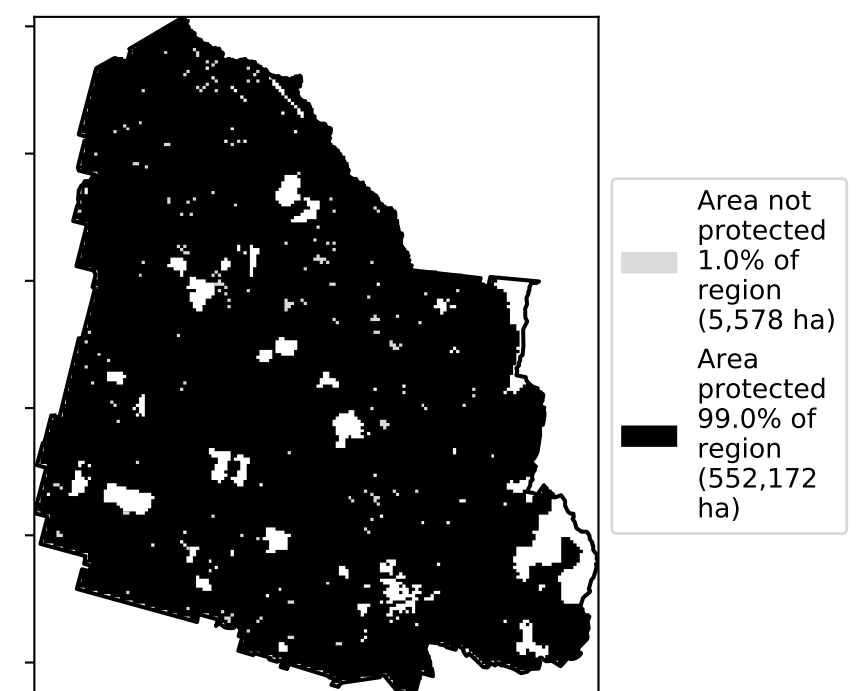 Area not
protected
1.0% of
region
(5,578 ha)
Area
protected
99.0% of
region
(552,172
ha)